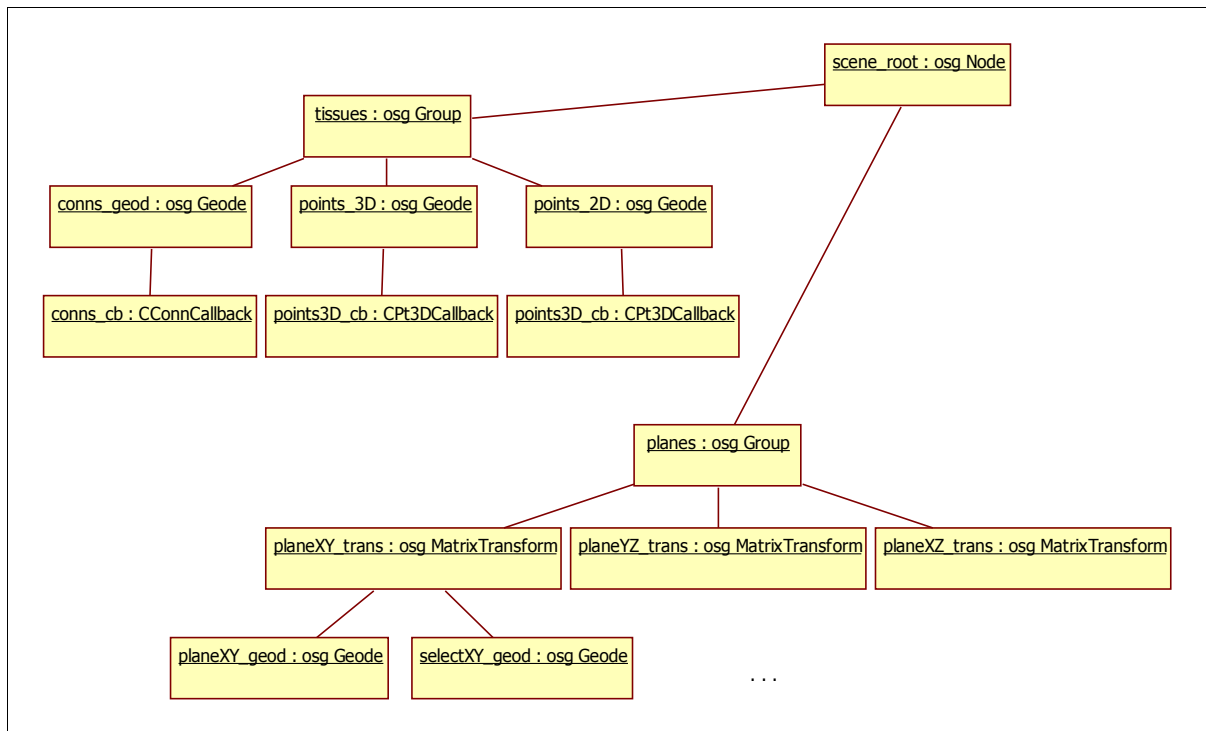 scene_root : osg Node
tissues : osg Group
conns_geod : osg Geode
points_3D : osg Geode
points_2D : osg Geode
conns_cb : CConnCallback
points3D_cb : CPt3DCallback
points3D_cb : CPt3DCallback
planes : osg Group
planeXY_trans : osg MatrixTransform
planeYZ_trans : osg MatrixTransform
planeXZ_trans : osg MatrixTransform
planeXY_geod : osg Geode
selectXY_geod : osg Geode
. . .